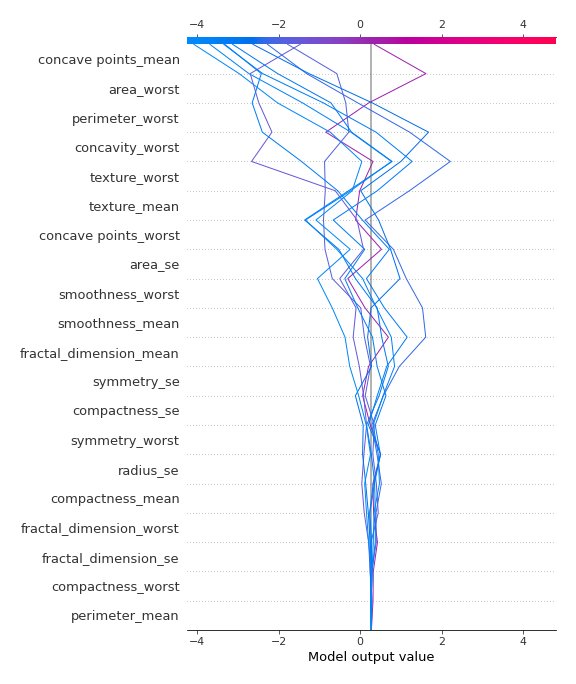 −4 −2 0 2 4
concave points_mean
area_worst
perimeter_worst
concavity_worst
texture_worst
texture_mean
concave points_worst
area_se
smoothness_worst
smoothness_mean
fractal_dimension_mean
symmetry_se
compactness_se
symmetry_worst
radius_se
compactness_mean
fractal_dimension_worst
fractal_dimension_se
compactness_worst
perimeter_mean
−4 −2 0 2 4
Model output value